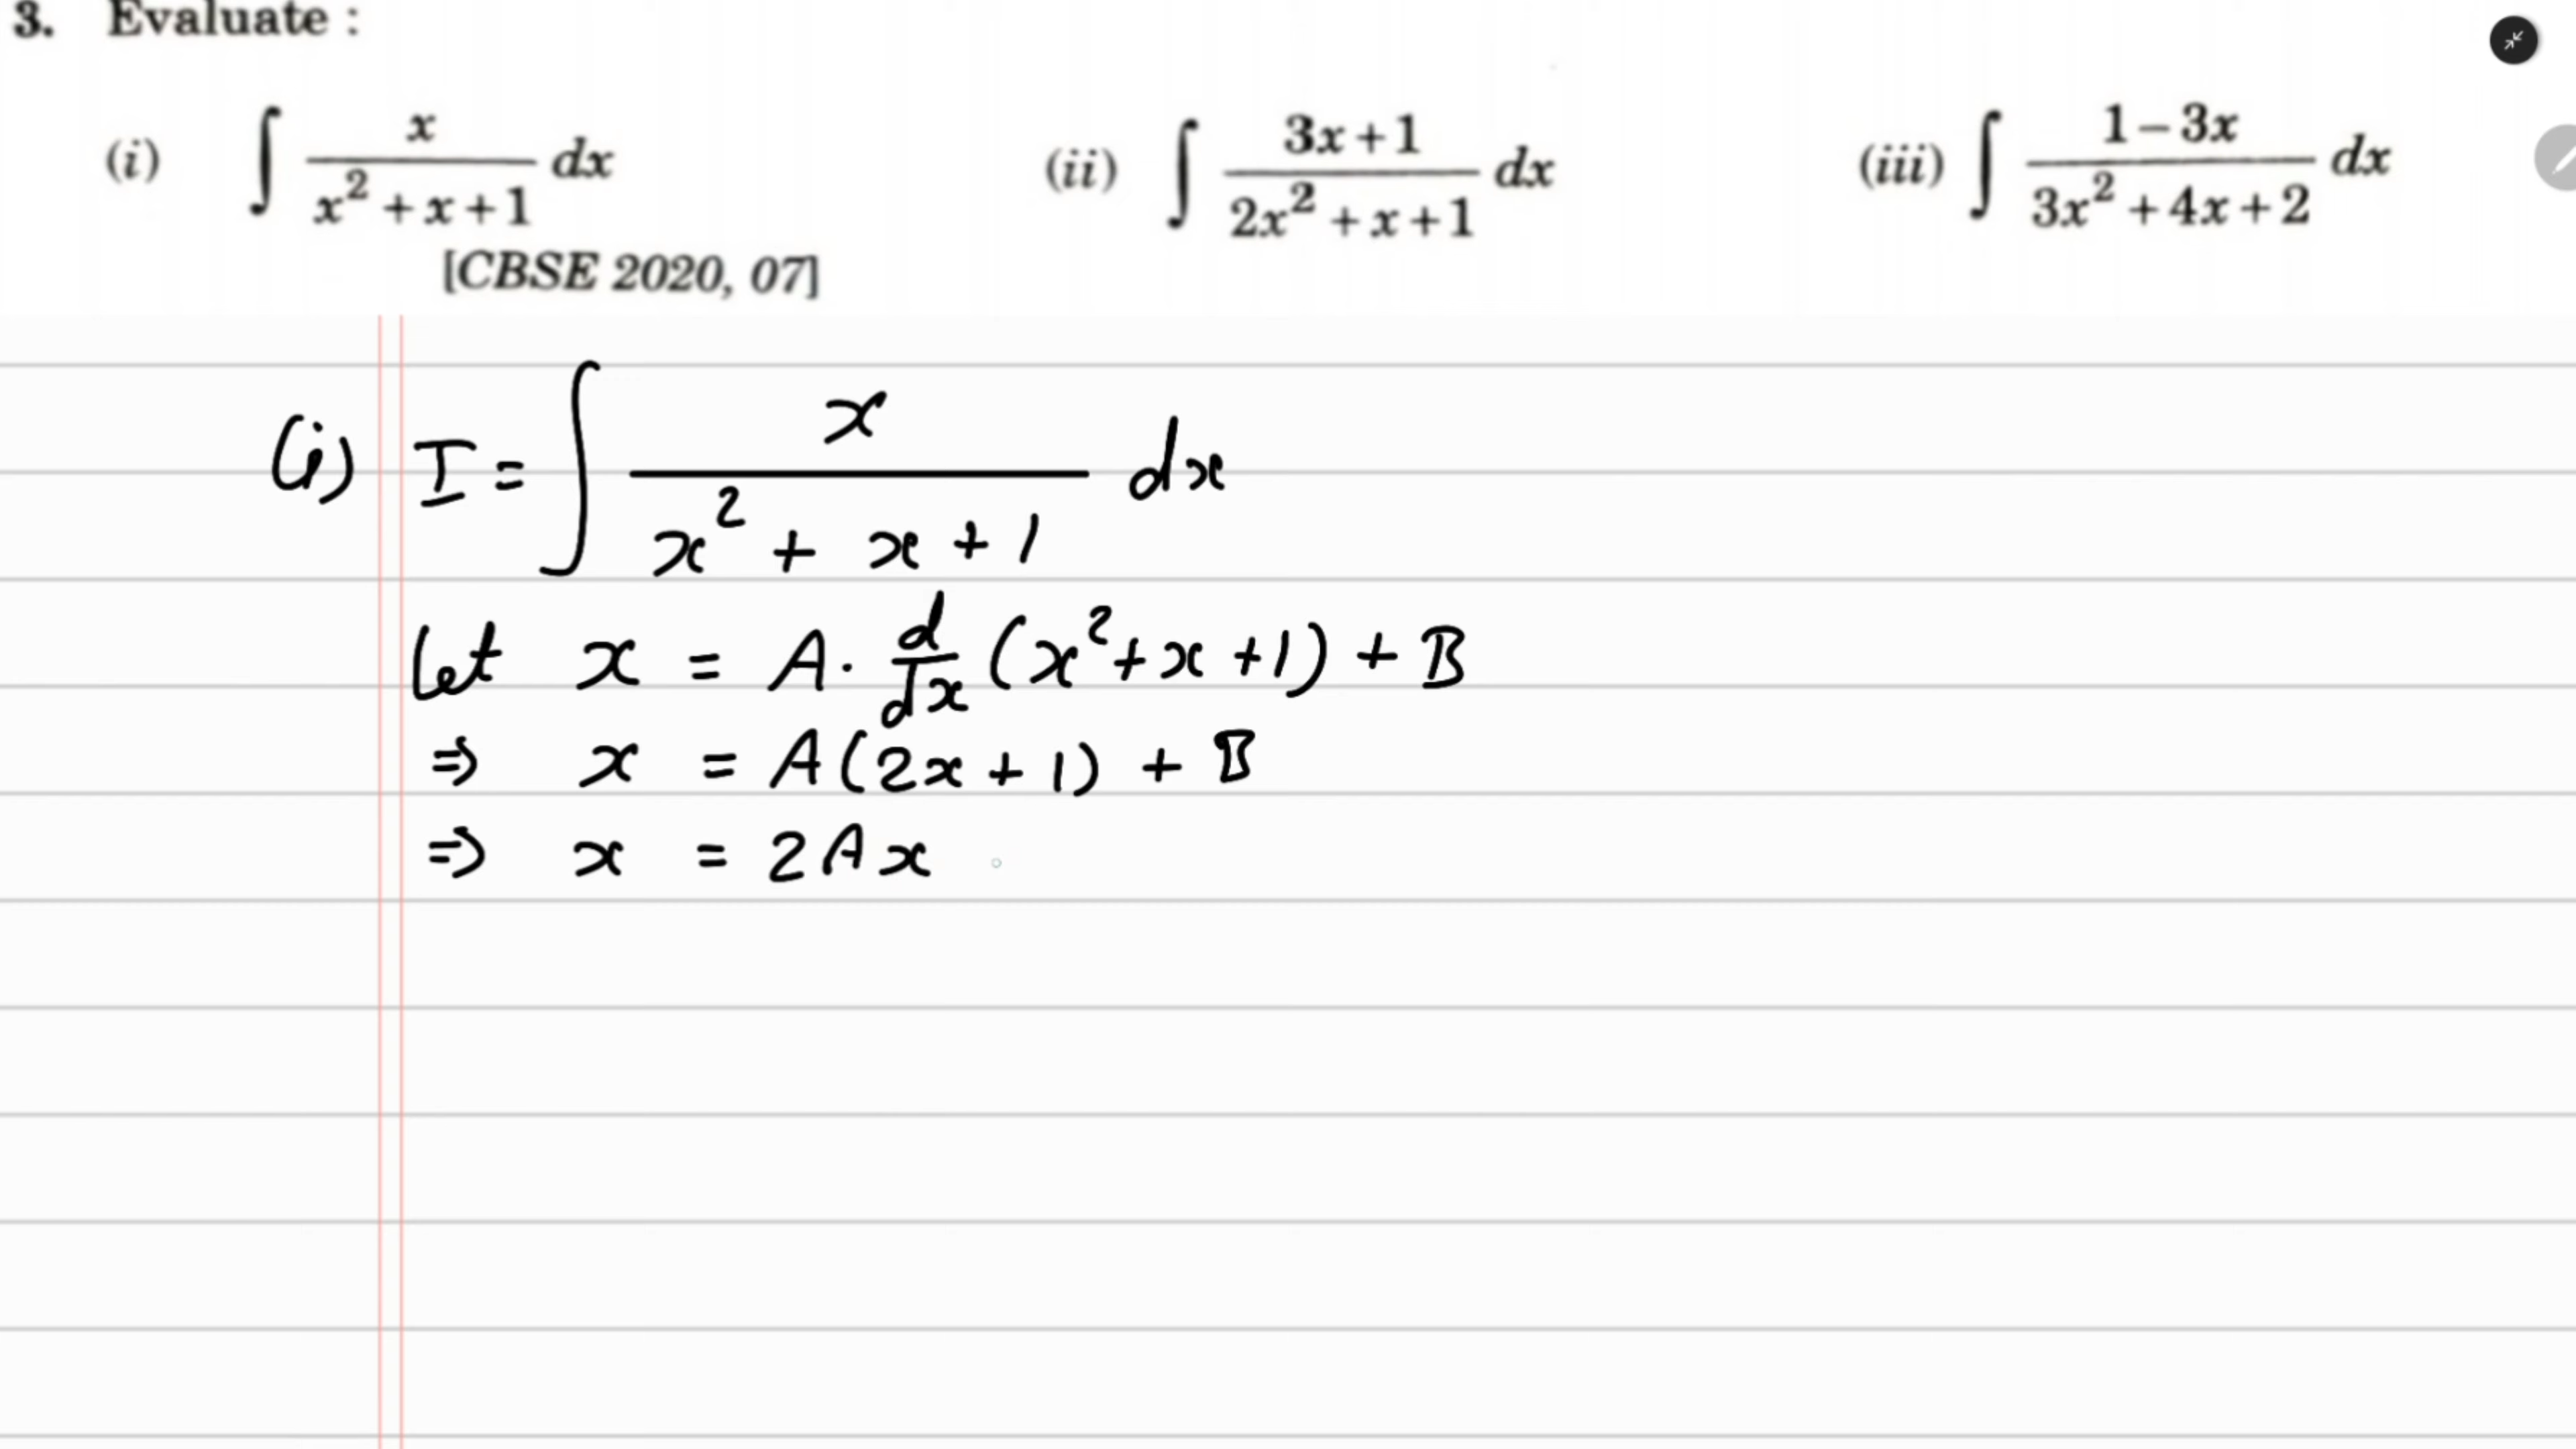 3. Evaluate :
(i) ∫ x / (x² + x + 1) dx (ii) ∫ (3x + 1) / (2x² + x + 1) dx (iii) ∫ (1 – 3x) / (3x² + 4x + 2) dx
[CBSE 2020, 07]
(i) I = ∫ x / (x² + x + 1) dx
Let x = A · d/dx (x² + x + 1) + B
⇒ x = A(2x + 1) + B
⇒ x = 2Ax